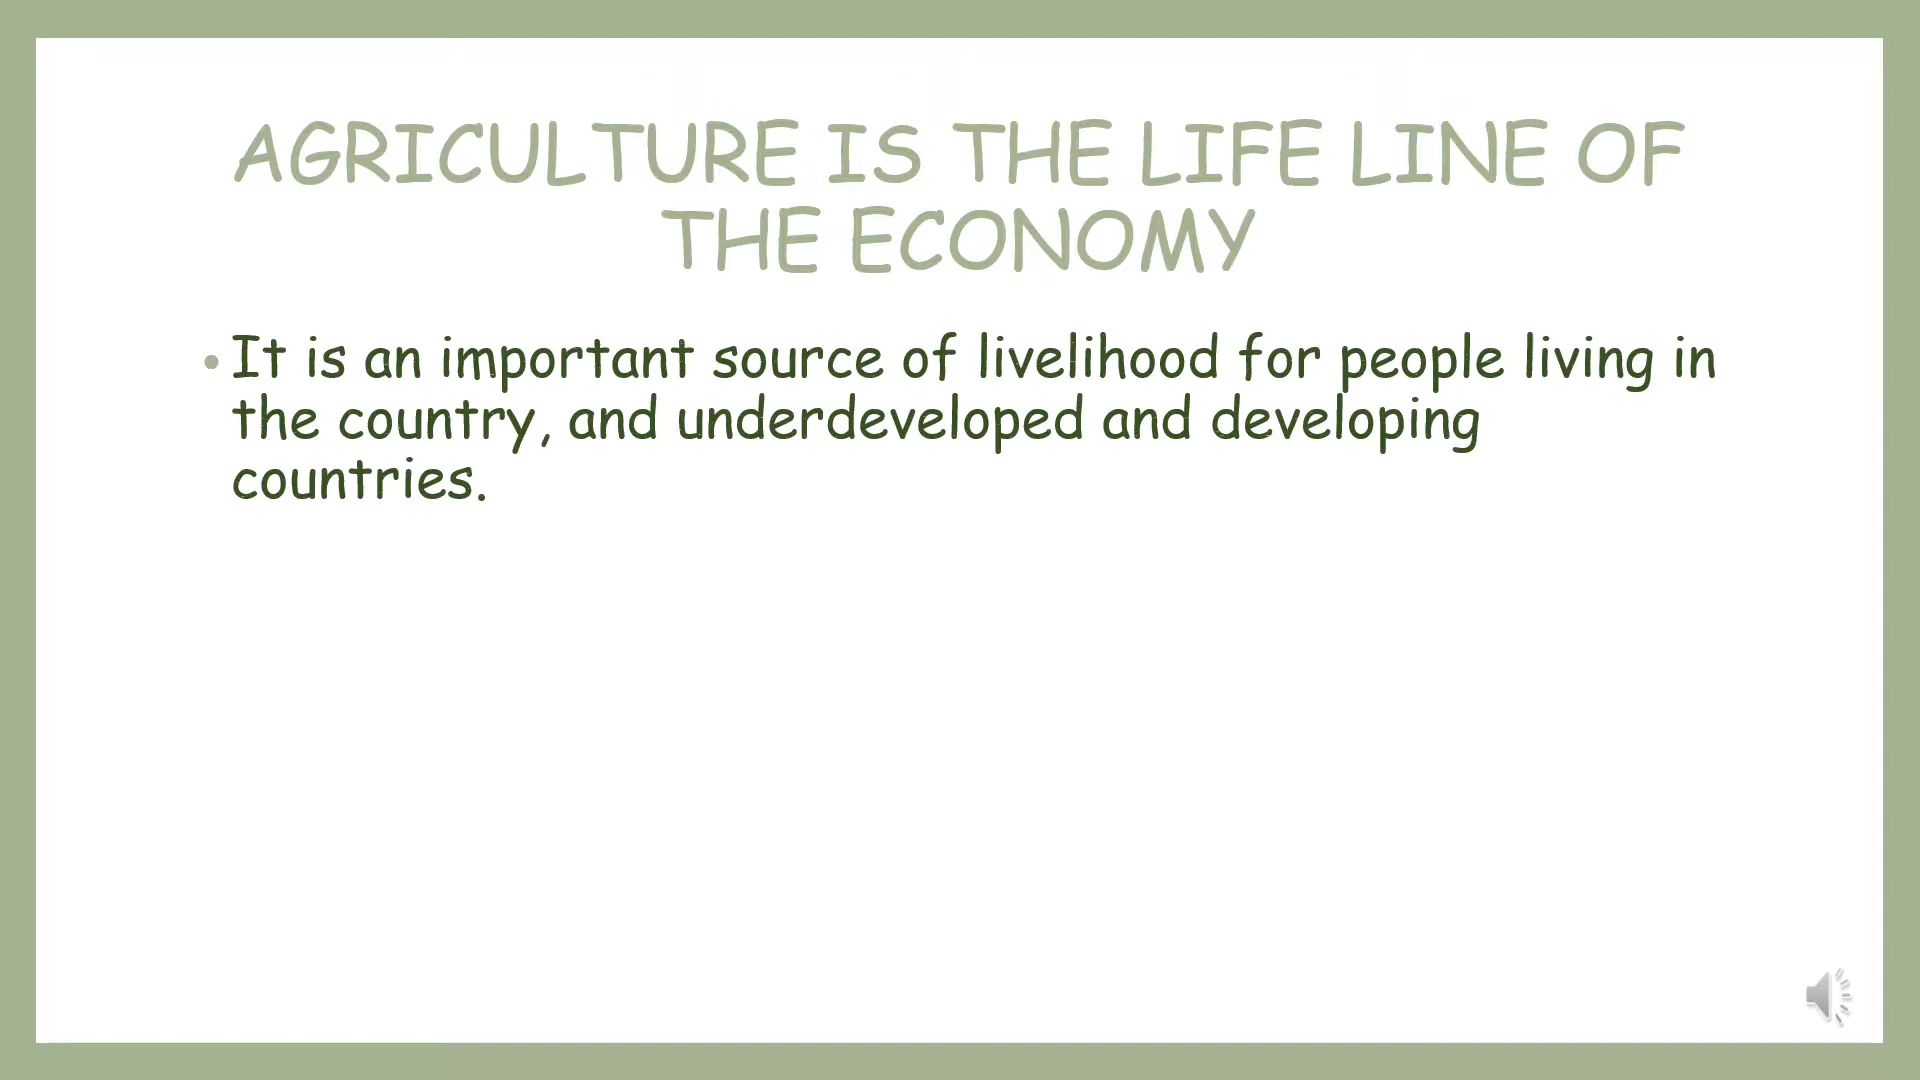 AGRICULTURE IS THE LIFE LINE OF
THE ECONOMY
• It is an important source of livelihood for people living in
the country, and underdeveloped and developing
countries.